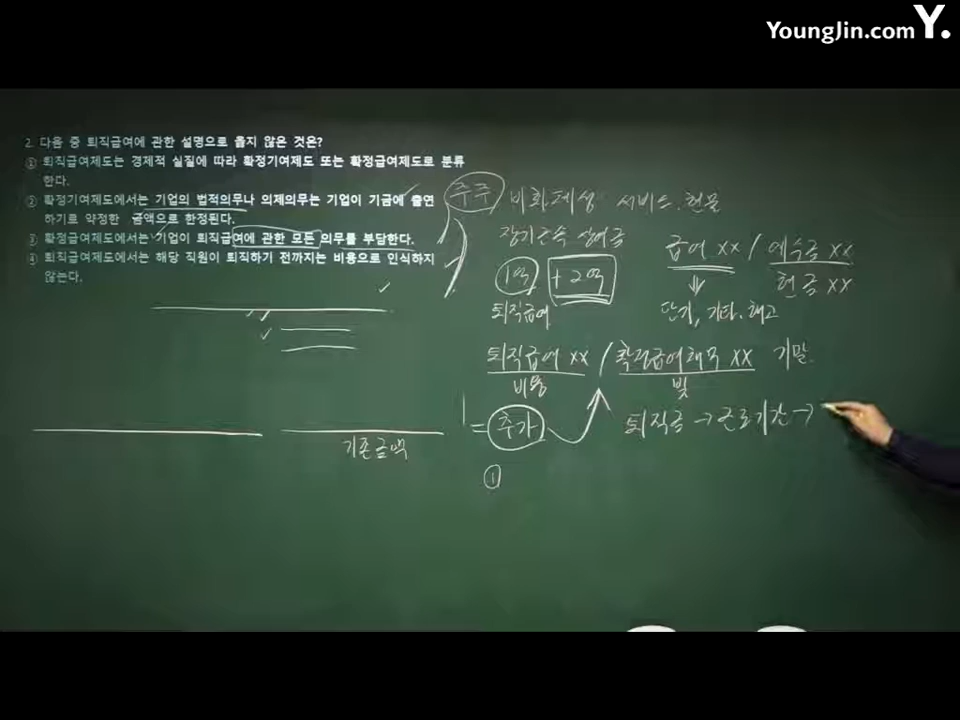 YoungJin.com Y.
2. 다음 중 퇴직급여에 관한 설명으로 옳지 않은 것은?
① 퇴직급여제도는 경제적 실질에 따라 확정기여제도 또는 확정급여제도로 분류
한다.
② 확정기여제도에서는 기업의 법적의무나 의제의무는 기업이 기금에 출연
하기로 약정한 금액으로 한정된다.
③ 확정급여제도에서는 기업이 퇴직급여에 관한 모든 의무를 부담한다.
④ 퇴직급여제도에서는 해당 직원이 퇴직하기 전까지는 비용으로 인식하지
않는다.
주주 비화폐성 서비스.현물
장기근속
급여 xx / 예수금 xx
현금 xx
1억 + 2억
퇴직급여
단기, 기타. 해고
퇴직급여 xx / 확정급여채무 xx 기말.
비용 빚
= 추가
퇴직금 → 근로기간 →
기존금액
①